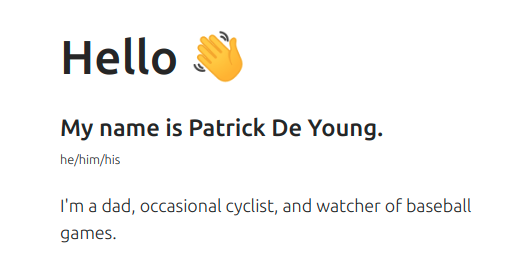 Hello 👋
My name is Patrick De Young.
he/him/his
I'm a dad, occasional cyclist, and watcher of baseball
games.